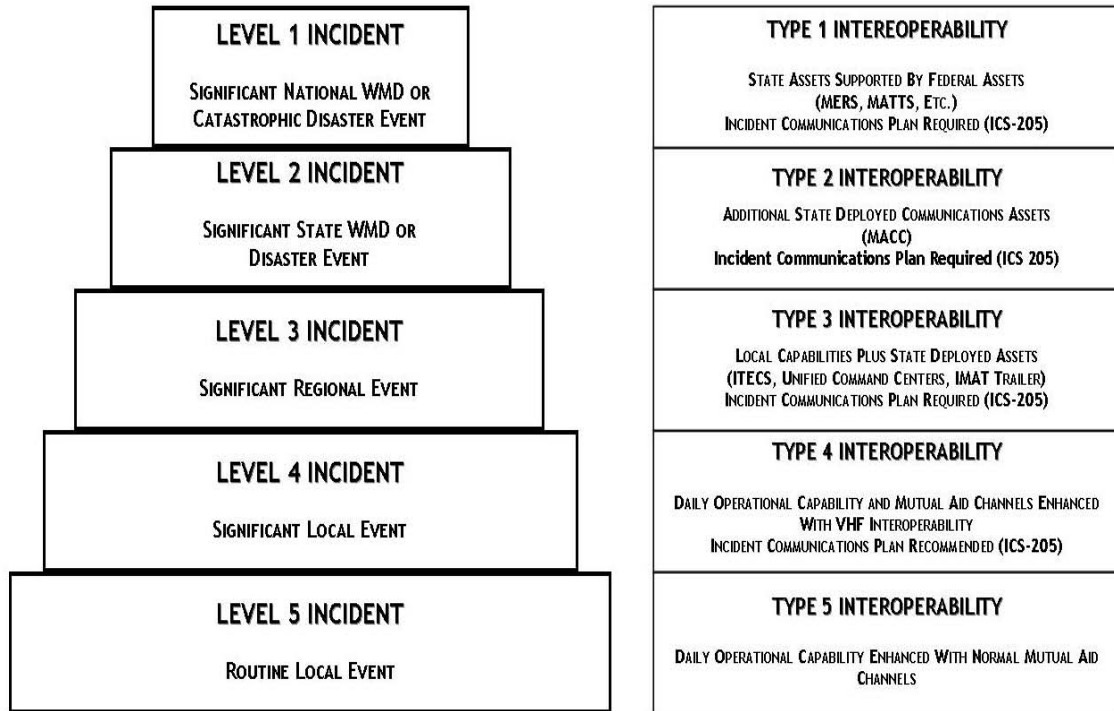 LEVEL 1 INCIDENT
SIGNIFICANT NATIONAL WMD OR
CATASTROPHIC DISASTER EVENT
TYPE 1 INTEREOPERABILITY
STATE ASSETS SUPPORTED BY FEDERAL ASSETS
(MERS, MATTS, ETC.)
INCIDENT COMMUNICATIONS PLAN REQUIRED (ICS-205)
LEVEL 2 INCIDENT
SIGNIFICANT STATE WMD OR
DISASTER EVENT
TYPE 2 INTEROPERABILITY
ADDITIONAL STATE DEPLOYED COMMUNICATIONS ASSETS
(MACC)
Incident Communications Plan Required (ICS 205)
LEVEL 3 INCIDENT
SIGNIFICANT REGIONAL EVENT
TYPE 3 INTEROPERABILITY
LOCAL CAPABILITIES PLUS STATE DEPLOYED ASSETS
(ITECS, UNIFIED COMMAND CENTERS, IMAT TRAILER)
INCIDENT COMMUNICATIONS PLAN REQUIRED (ICS-205)
LEVEL 4 INCIDENT
SIGNIFICANT LOCAL EVENT
TYPE 4 INTEROPERABILITY
DAILY OPERATIONAL CAPABILITY AND MUTUAL AID CHANNELS ENHANCED
WITH VHF INTEROPERABILITY
INCIDENT COMMUNICATIONS PLAN RECOMMENDED (ICS-205)
LEVEL 5 INCIDENT
ROUTINE LOCAL EVENT
TYPE 5 INTEROPERABILITY
DAILY OPERATIONAL CAPABILITY ENHANCED WITH NORMAL MUTUAL AID
CHANNELS